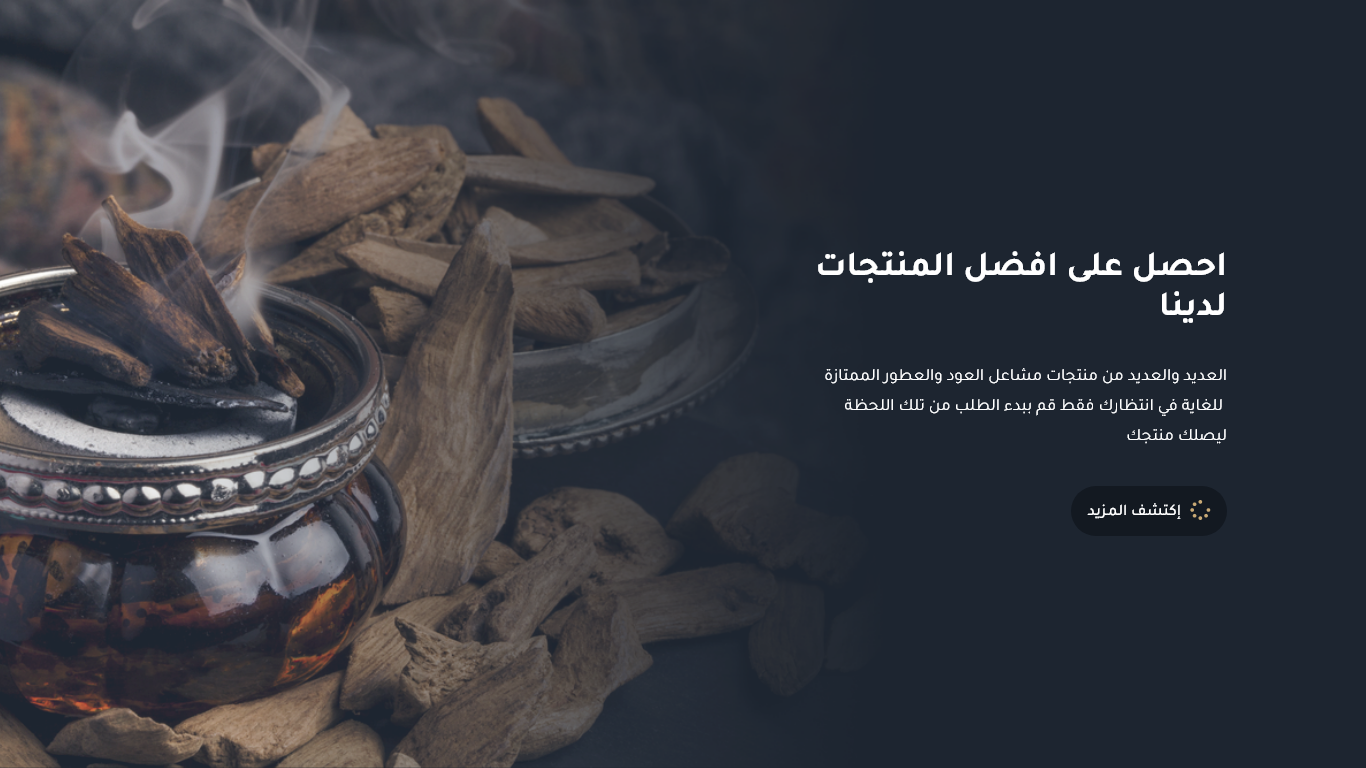 احصل على افضل المنتجات
لدينا
العديد والعديد من منتجات مشاعل العود والعطور الممتازة
للغاية في انتظارك فقط قم ببدء الطلب من تلك اللحظة
ليصلك منتجك
إكتشف المزيد